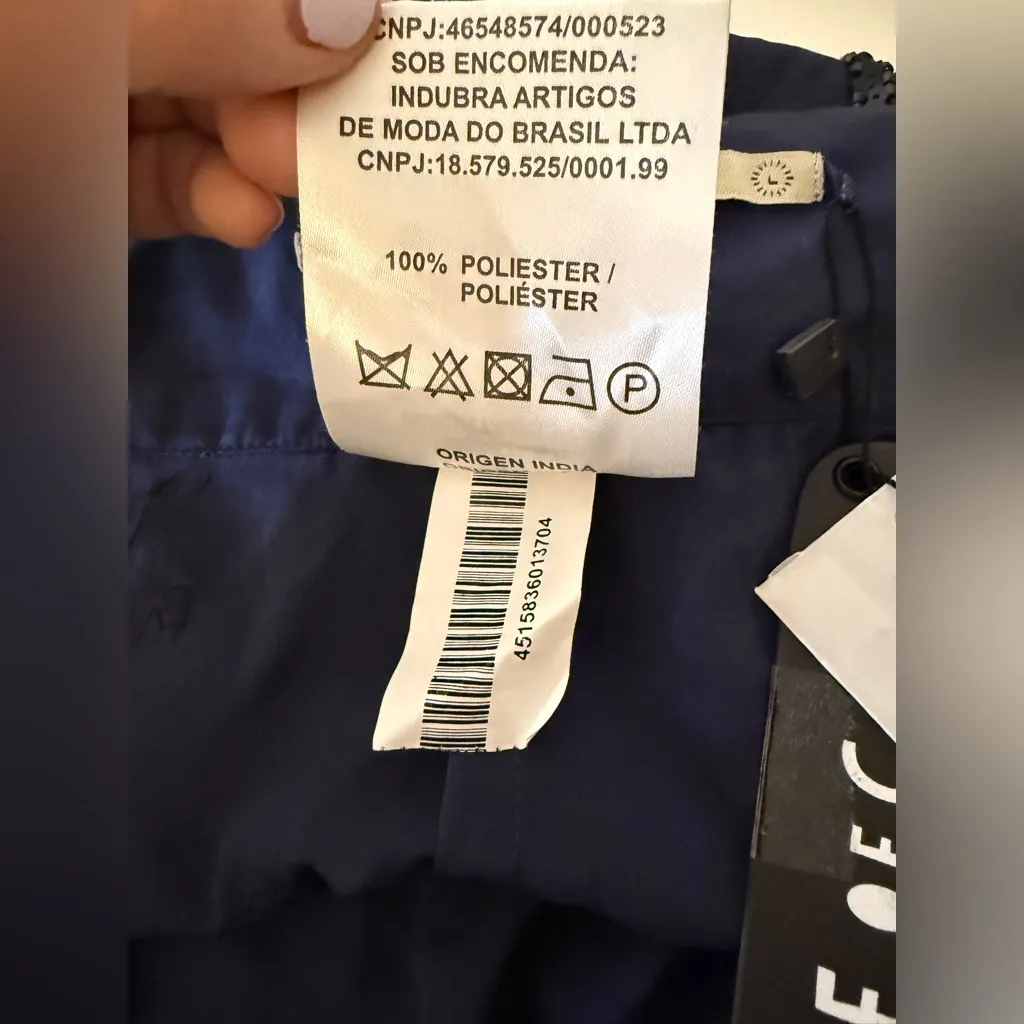 CNPJ:46548574/000523
SOB ENCOMENDA:
INDUBRA ARTIGOS
DE MODA DO BRASIL LTDA
CNPJ:18.579.525/0001.99
L
100% POLIESTER /
POLIÉSTER
P
ORIGEN INDIA
4515836013704